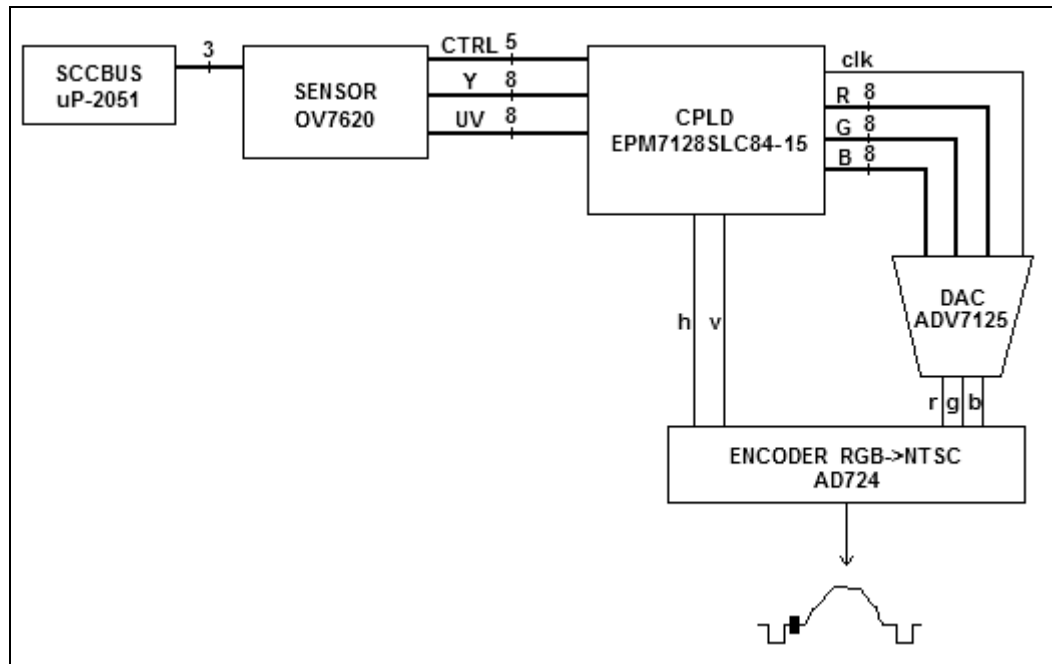 SCCBUS
uP-2051
3
SENSOR
OV7620
CTRL 5
Y 8
UV 8
CPLD
EPM7128SLC84-15
clk
R 8
G 8
B 8
DAC
ADV7125
h v
r g b
ENCODER RGB->NTSC
AD724